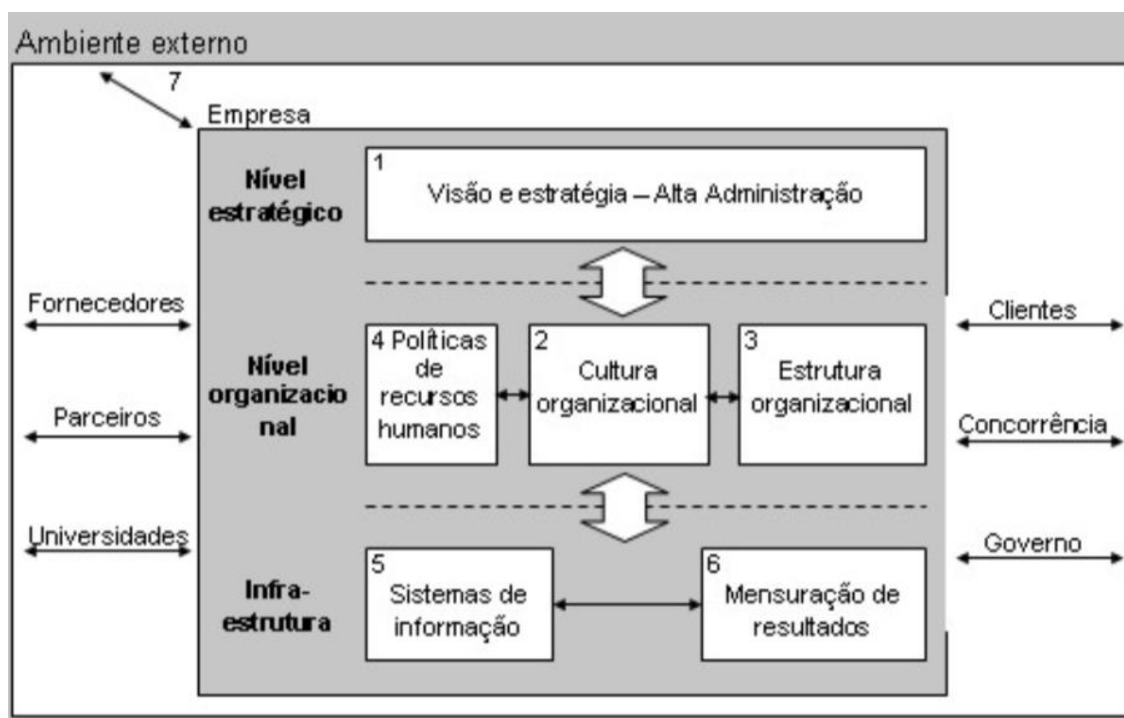 Ambiente externo
7
Empresa
Nível
estratégico
1
Visão e estratégia – Alta Administração
Fornecedores
Parceiros
Universidades
Nível
organizacio
nal
4 Políticas
de
recursos
humanos
2
Cultura
organizacional
3
Estrutura
organizacional
Clientes
Concorrência
Governo
Infra-
estrutura
5
Sistemas de
informação
6
Mensuração de
resultados